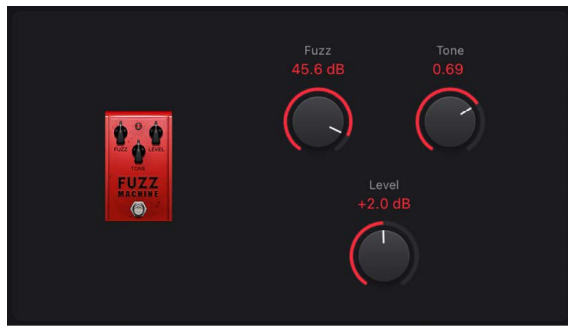 Fuzz
45.6 dB
Tone
0.69
Level
+2.0 dB
FUZZ
LEVEL
TONE
FUZZ
MACHINE